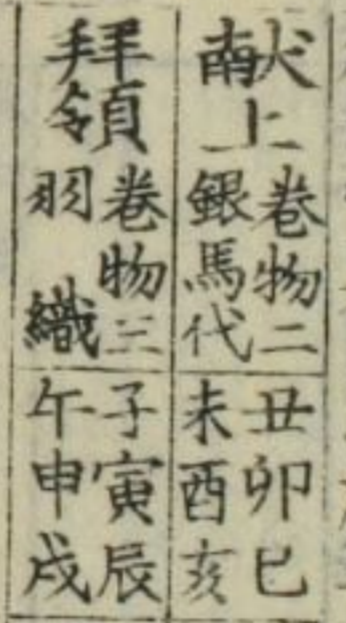 献上
巻物二
銀馬代
丑卯巳
未酉亥
拝領
巻物三
羽織
子寅辰
午申戌